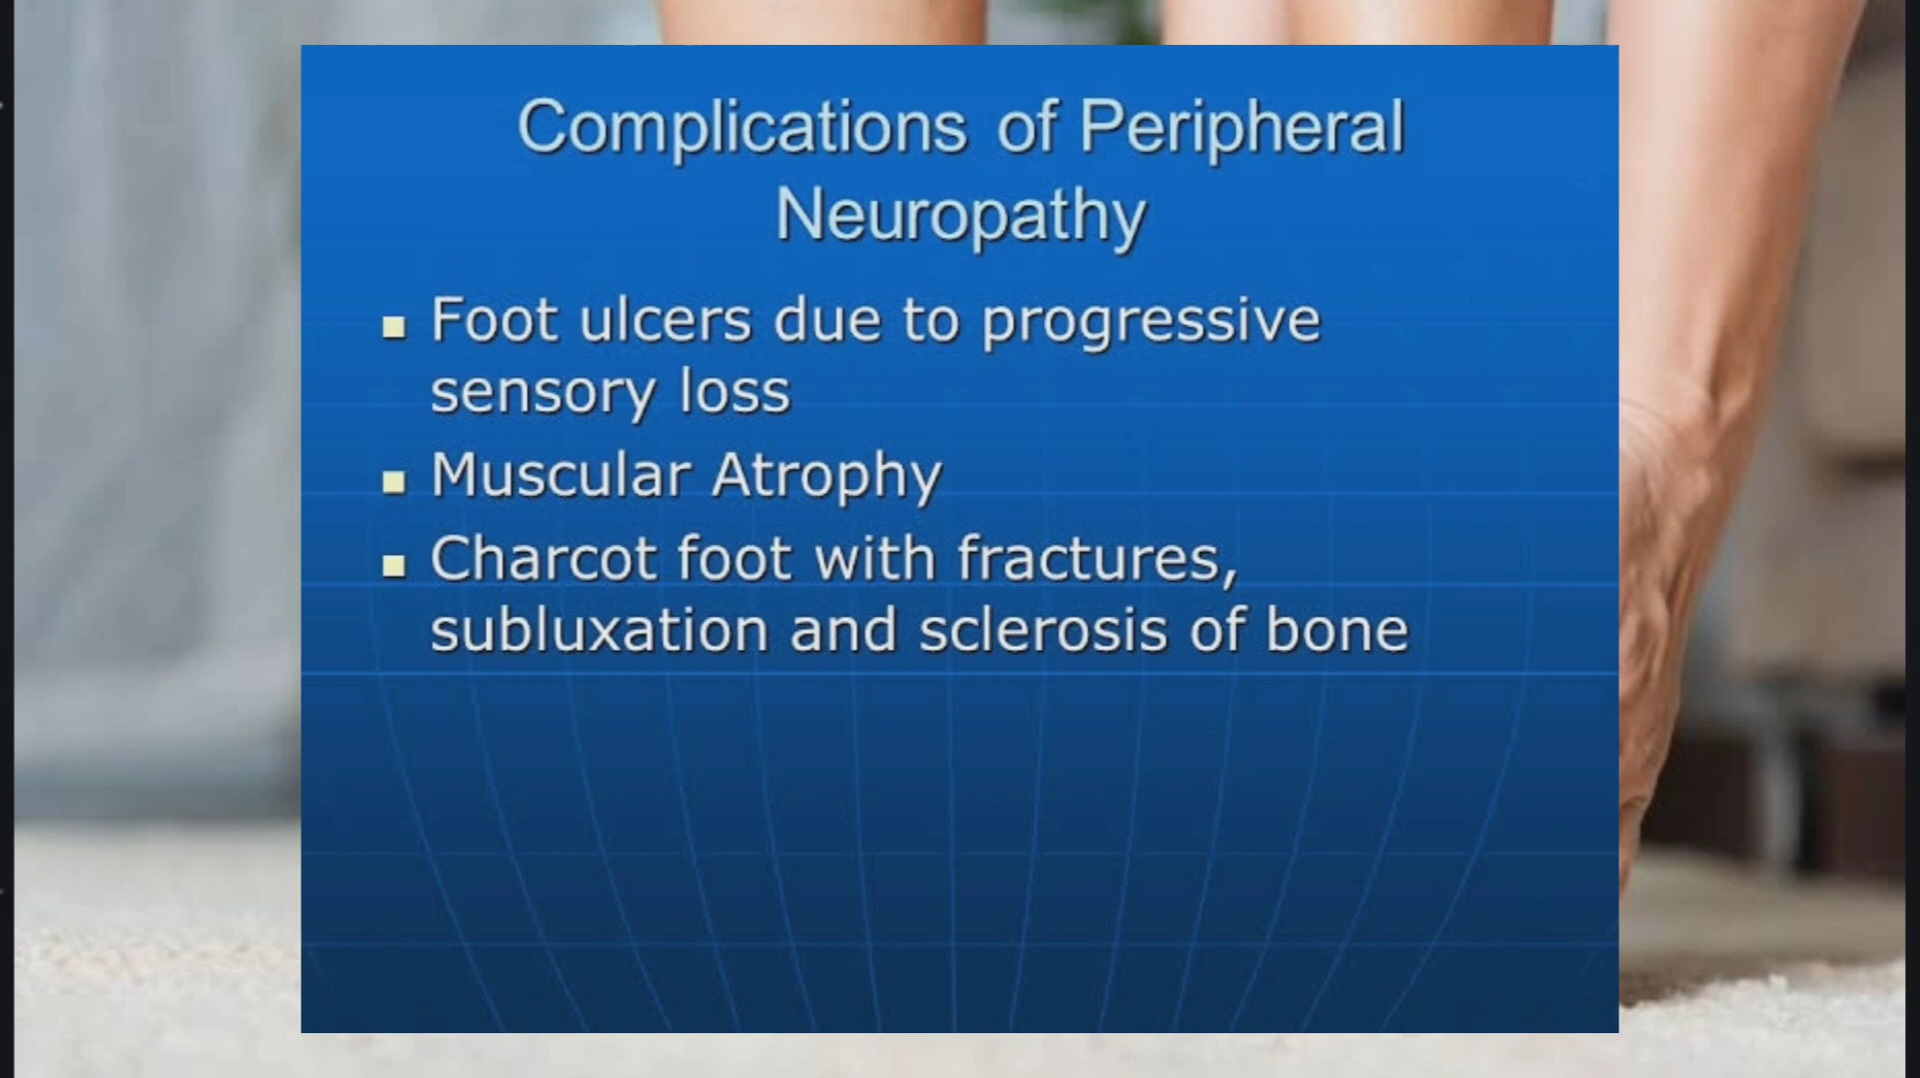 Complications of Peripheral
Neuropathy
Foot ulcers due to progressive
sensory loss
Muscular Atrophy
Charcot foot with fractures,
subluxation and sclerosis of bone